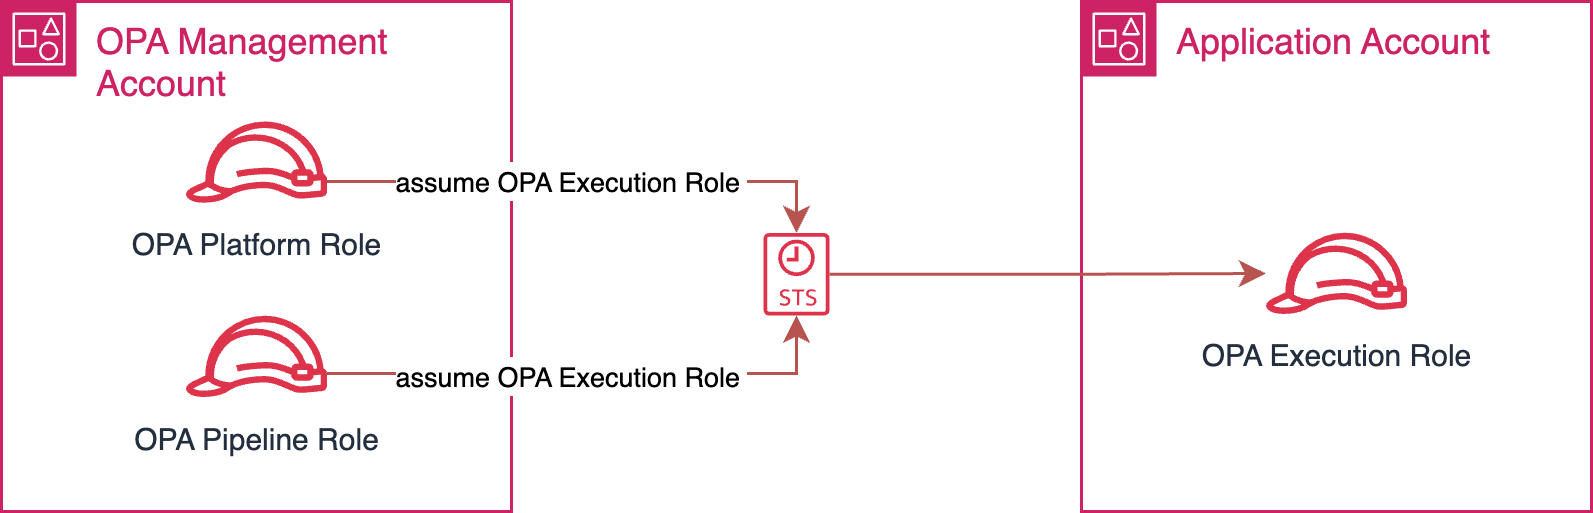 OPA Management
Account
Application Account
assume OPA Execution Role
OPA Platform Role
STS
assume OPA Execution Role
OPA Execution Role
OPA Pipeline Role